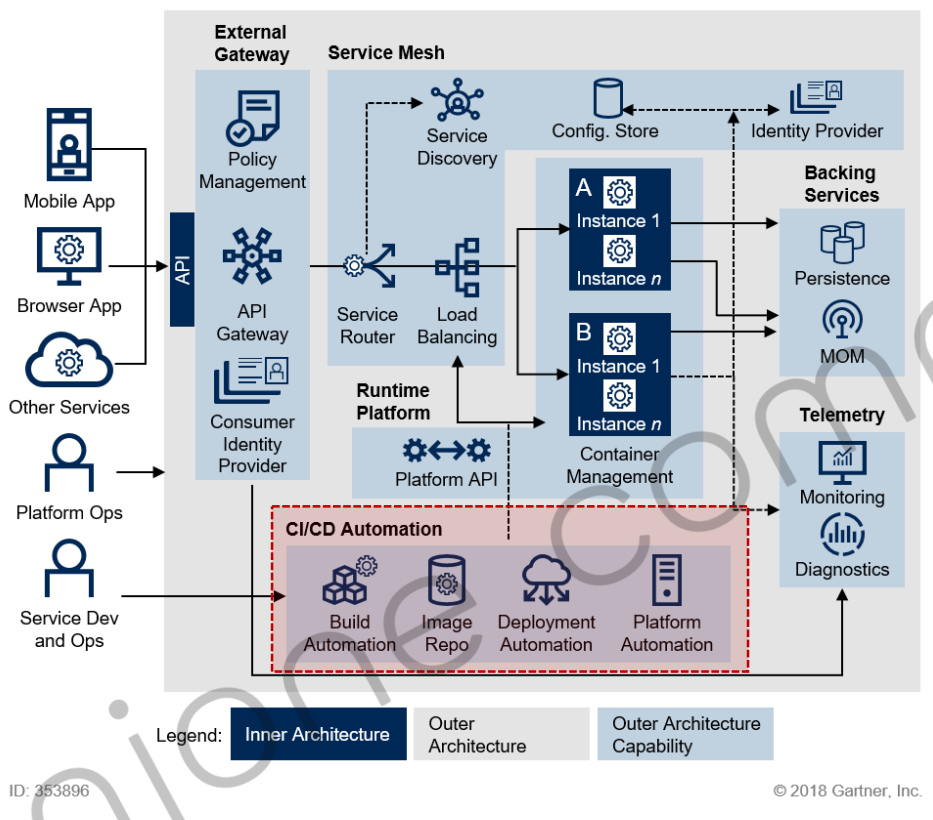 External
Gateway
Service Mesh
Policy
Management
Service
Discovery
Config. Store
Identity Provider
Mobile App
Browser App
Other Services
Platform Ops
Service Dev
and Ops
API
API
Gateway
Consumer
Identity
Provider
Service
Router
Load
Balancing
A
Instance 1
Instance n
B
Instance 1
Instance n
Container
Management
Backing
Services
Persistence
MOM
Runtime
Platform
Platform API
Telemetry
Monitoring
Diagnostics
CI/CD Automation
Build
Automation
Image
Repo
Deployment
Automation
Platform
Automation
Legend:
Inner Architecture
Outer
Architecture
Outer Architecture
Capability
ID: 353896
© 2018 Gartner, Inc.